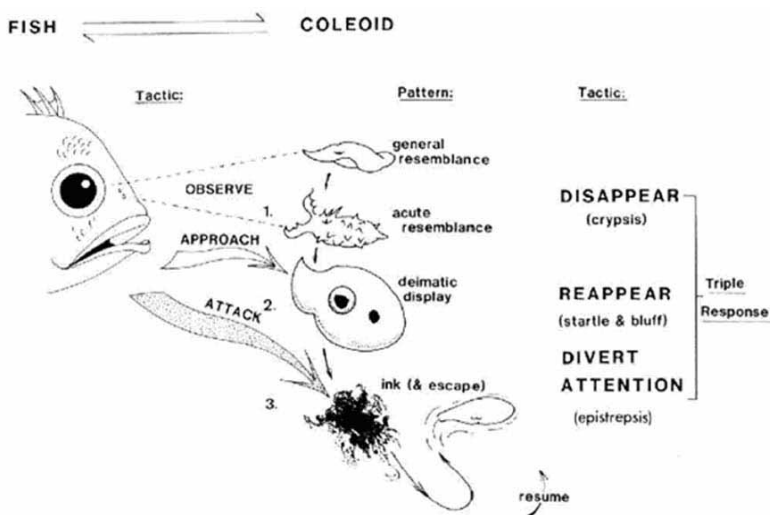 FISH
COLEOID
Tactic:
Pattern:
Tactic:
general
resemblance
OBSERVE
1.
acute
resemblance
DISAPPEAR
(crypsis)
APPROACH
deimatic
display
2.
ATTACK
REAPPEAR
(startle & bluff)
Triple
Response
DIVERT
ATTENTION
(epistrepsis)
ink (& escape)
3.
resume